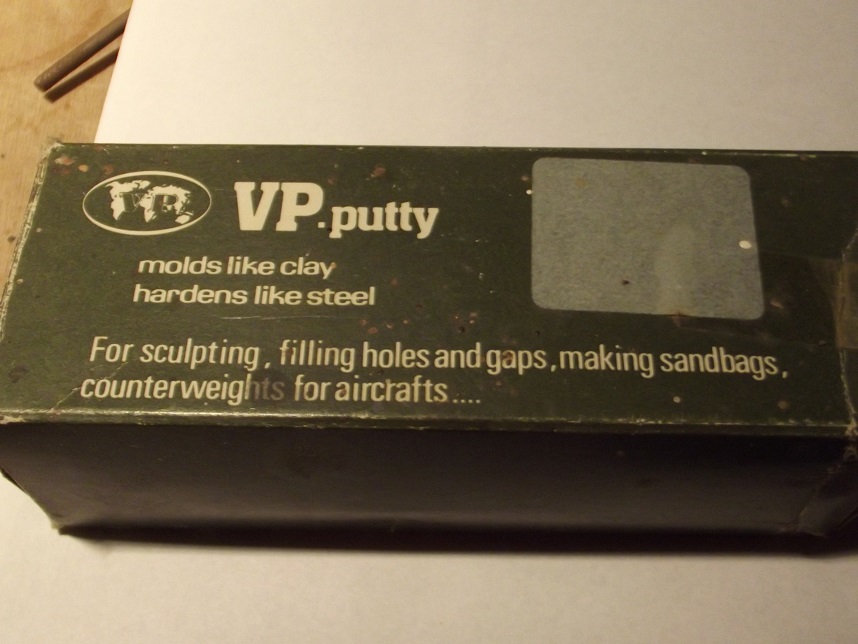 VP
VP.putty
molds like clay
hardens like steel
For sculpting, filling holes and gaps, making sandbags,
counterweights for aircrafts....